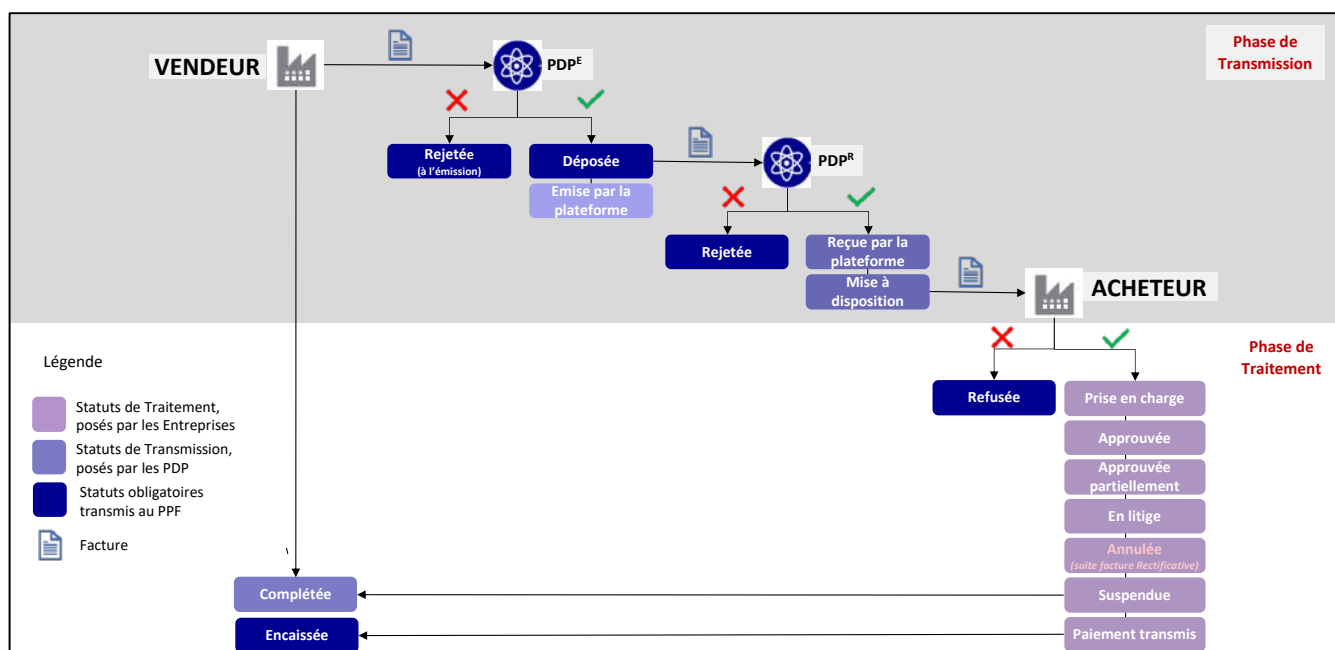 Phase de
Transmission
VENDEUR
PDPE
Rejetée
(à l'émission)
Déposée
Emise par la
plateforme
PDPR
Rejetée
Reçue par la
plateforme
Mise à
disposition
ACHETEUR
Phase de
Traitement
Légende
Statuts de Traitement,
posés par les Entreprises
Statuts de Transmission,
posés par les PDP
Statuts obligatoires
transmis au PPF
Facture
Refusée
Prise en charge
Approuvée
Approuvée
partiellement
En litige
Annulée
(suite facture Rectificative)
Complétée
Suspendue
Encaissée
Paiement transmis